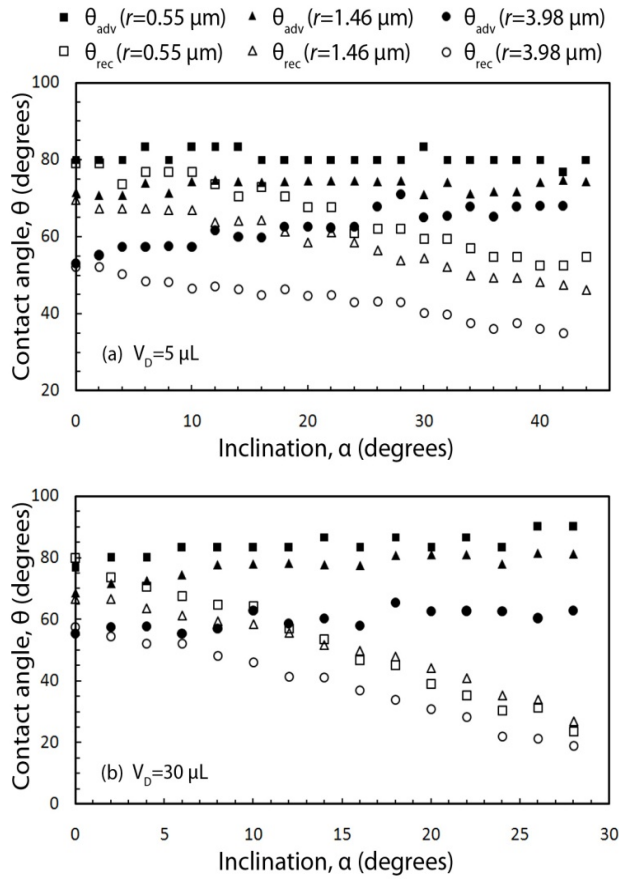 θadv (r=0.55 μm) θadv (r=1.46 μm) θadv (r=3.98 μm)
θrec (r=0.55 μm) θrec (r=1.46 μm) θrec (r=3.98 μm)
100
80
60
40
20
Contact angle, θ (degrees)
(a) VD=5 μL
0 10 20 30 40
Inclination, α (degrees)
100
80
60
40
20
0
Contact angle, θ (degrees)
(b) VD=30 μL
0 5 10 15 20 25 30
Inclination, α (degrees)